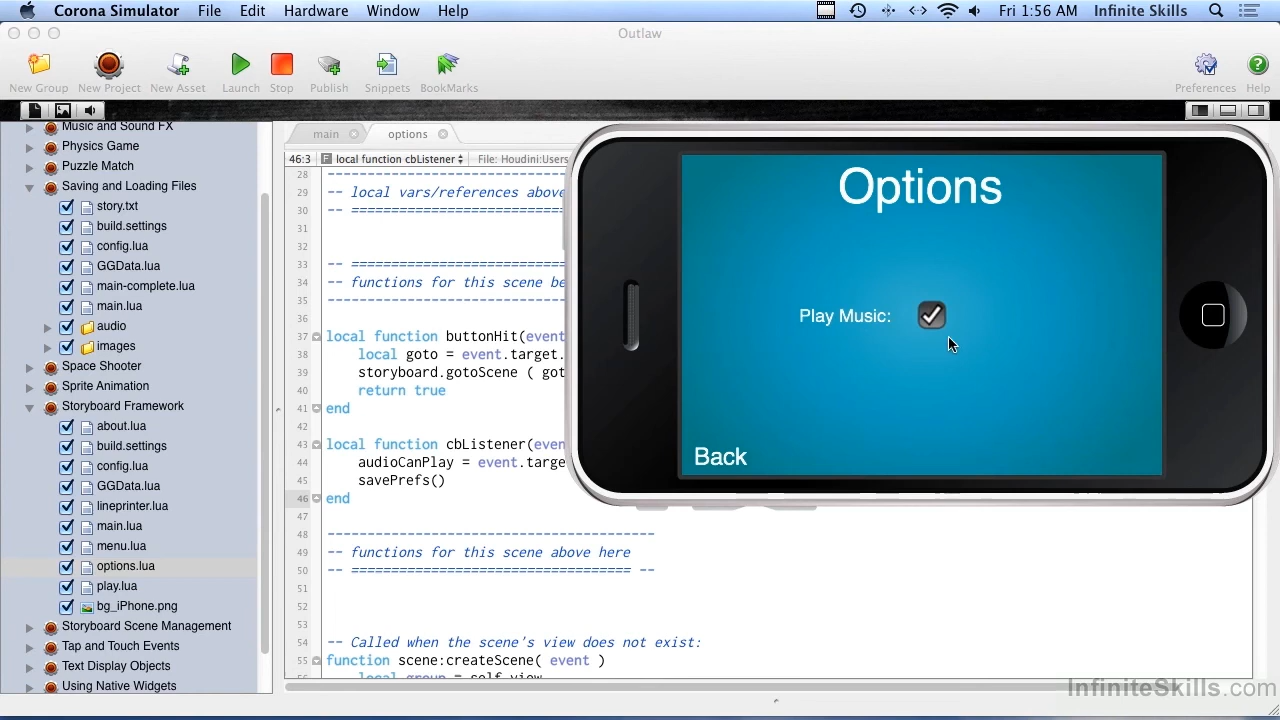 Corona Simulator File Edit Hardware Window Help Fri 1:56 AM Infinite Skills
Outlaw
New Group New Project New Asset Launch Stop Publish Snippets BookMarks Preferences Help
Music and Sound FX
Physics Game
Puzzle Match
Saving and Loading Files
story.txt
build.settings
config.lua
GGData.lua
main-complete.lua
main.lua
audio
images
Space Shooter
Sprite Animation
Storyboard Framework
about.lua
build.settings
config.lua
GGData.lua
lineprinter.lua
main.lua
menu.lua
options.lua
play.lua
bg_iPhone.png
Storyboard Scene Management
Tap and Touch Events
Text Display Objects
Using Native Widgets
main options
46:3 F local function cbListener File: Houdini:Users
28 ----------------------------------------
29 -- local vars/references above
30 -- ==============================
31
32
33 -- ==============================
34 -- functions for this scene be
35 ----------------------------------------
36
37 local function buttonHit(event
38 local goto = event.target.
39 storyboard.gotoScene ( got
40 return true
41 end
42
43 local function cbListener(even
44 audioCanPlay = event.targe
45 savePrefs()
46 end
47
48 -----------------------------------------
49 -- functions for this scene above here
50 -- =================================== --
51
52
53
54 -- Called when the scene's view does not exist:
55 function scene:createScene( event )
local group = self.view
Options
Play Music:
Back
InfiniteSkills.com